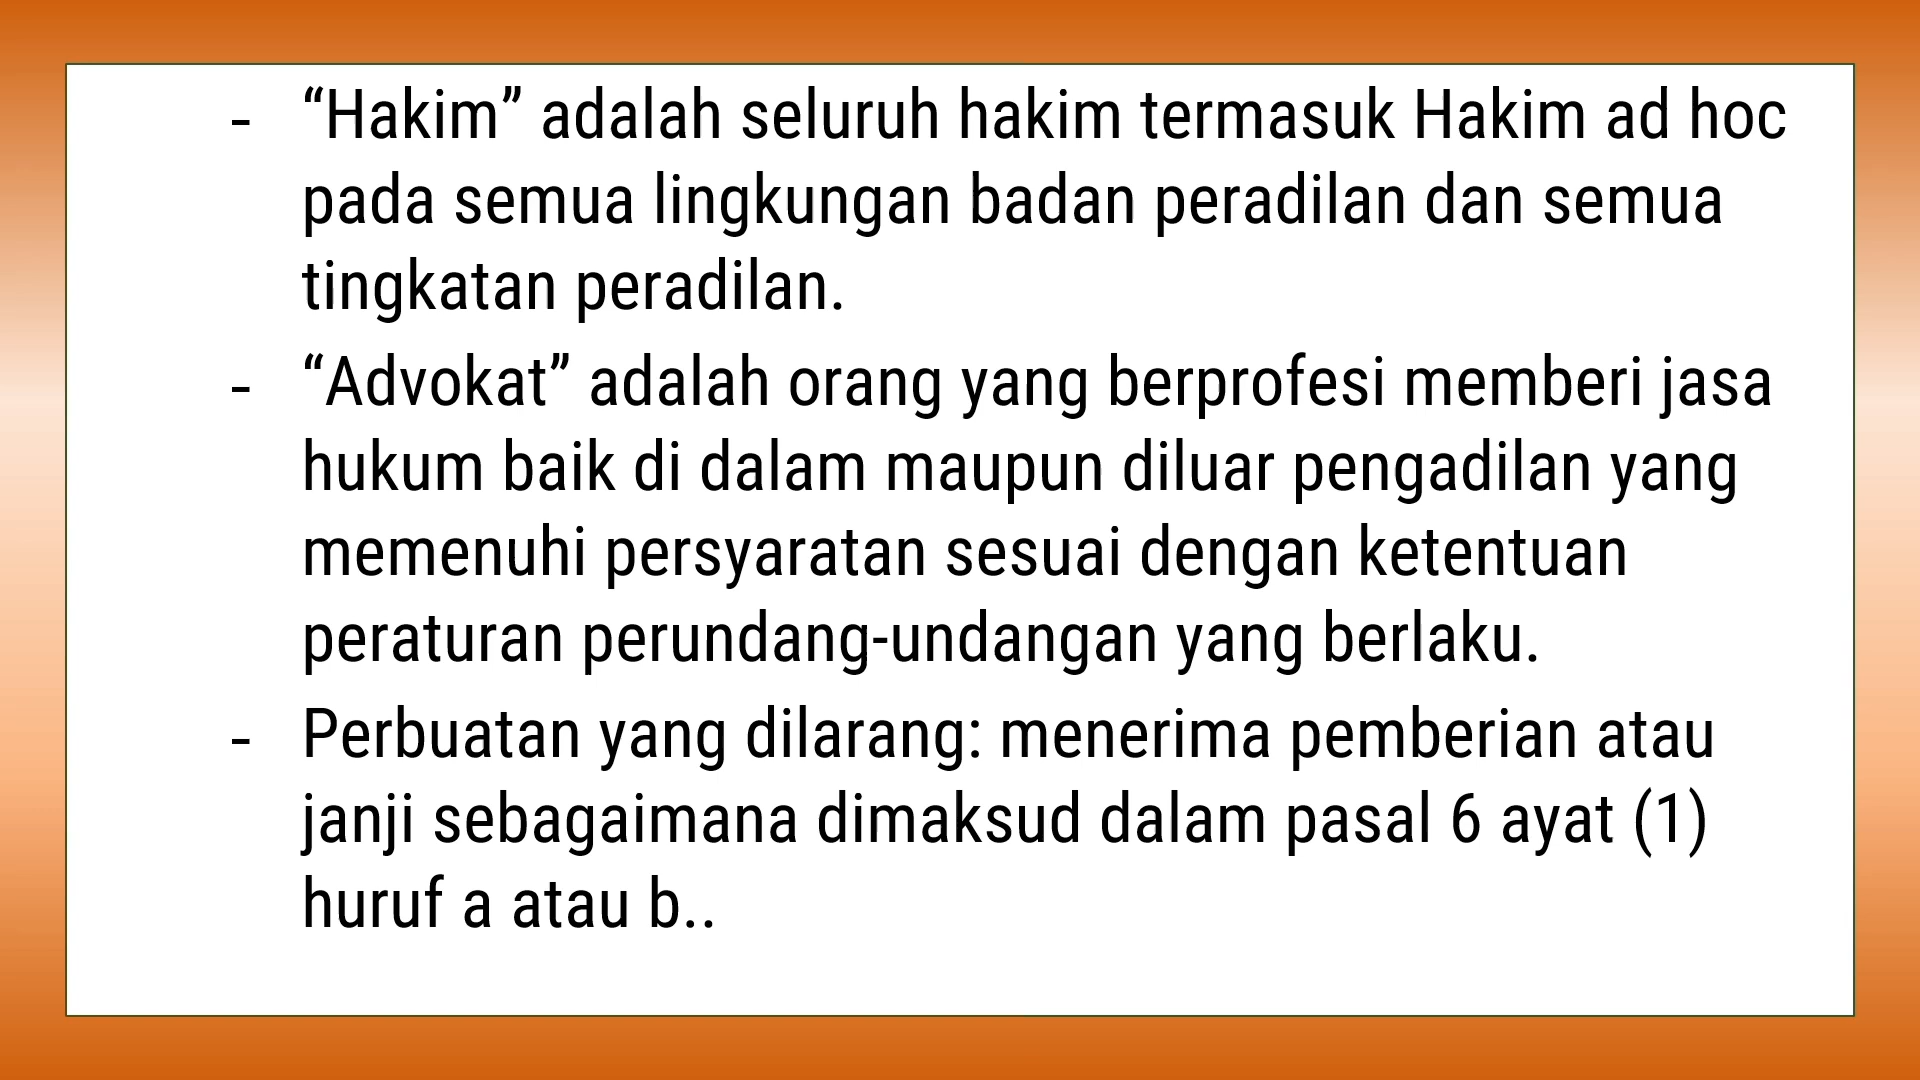 - “Hakim” adalah seluruh hakim termasuk Hakim ad hoc
pada semua lingkungan badan peradilan dan semua
tingkatan peradilan.
- “Advokat” adalah orang yang berprofesi memberi jasa
hukum baik di dalam maupun diluar pengadilan yang
memenuhi persyaratan sesuai dengan ketentuan
peraturan perundang-undangan yang berlaku.
- Perbuatan yang dilarang: menerima pemberian atau
janji sebagaimana dimaksud dalam pasal 6 ayat (1)
huruf a atau b..